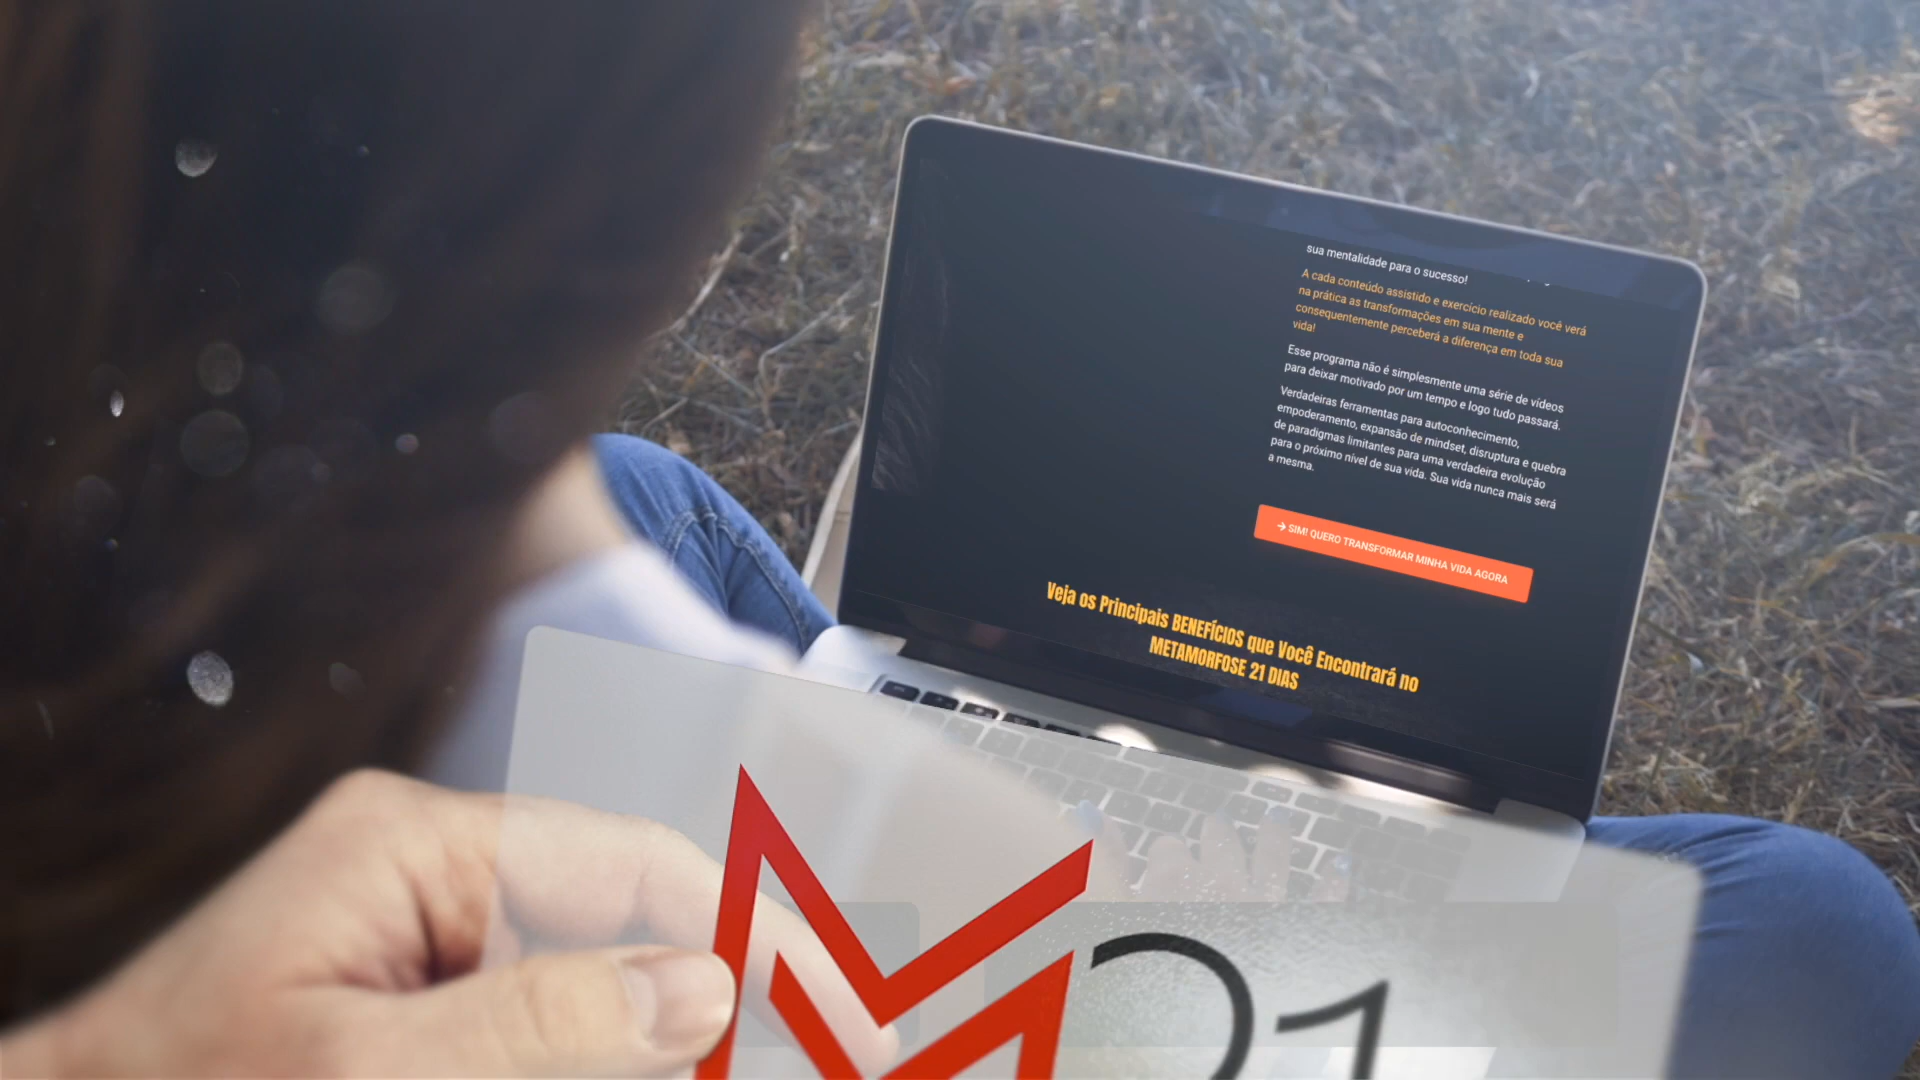 sua mentalidade para o sucesso!
A cada conteúdo assistido e exercício realizado você verá
na prática as transformações em sua mente e
consequentemente perceberá a diferença em toda sua
vida!
Esse programa não é simplesmente uma série de vídeos
para deixar motivado por um tempo e logo tudo passará.
Verdadeiras ferramentas para autoconhecimento,
empoderamento, expansão de mindset, disruptura e quebra
de paradigmas limitantes para uma verdadeira evolução
para o próximo nível de sua vida. Sua vida nunca mais será
a mesma.
→ SIM! QUERO TRANSFORMAR MINHA VIDA AGORA
Veja os Principais BENEFÍCIOS que Você Encontrará no
METAMORFOSE 21 DIAS
M 21